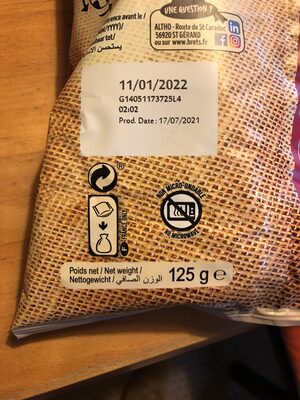 UNE QUESTION ?
ALTHO - Route de St Caradec
56920 ST GÉRAND
ou sur www.brets.fr
in
f
11/01/2022
G14051173725L4
02:02
Prod. Date : 17/07/2021
®
NON MICRO-ONDABLE
NO MICROWAVE
Poids net / Net weight /
Nettogewicht / الوزن الصافي
125 g e